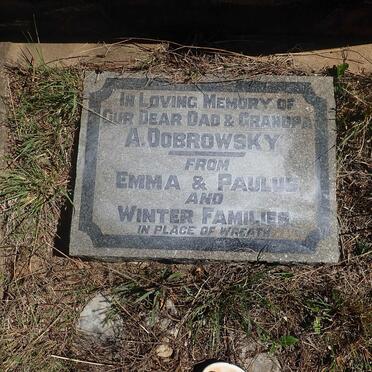 IN LOVING MEMORY OF
OUR DEAR DAD & GRANDPA
A. DOBROWSKY
FROM
EMMA & PAULUS
AND
WINTER FAMILIES
IN PLACE OF WREATH